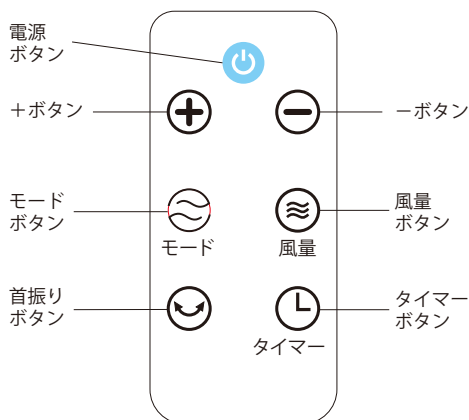 電源
ボタン
＋ボタン
－ボタン
モード
ボタン
モード
風量
風量
ボタン
首振り
ボタン
タイマー
タイマー
ボタン